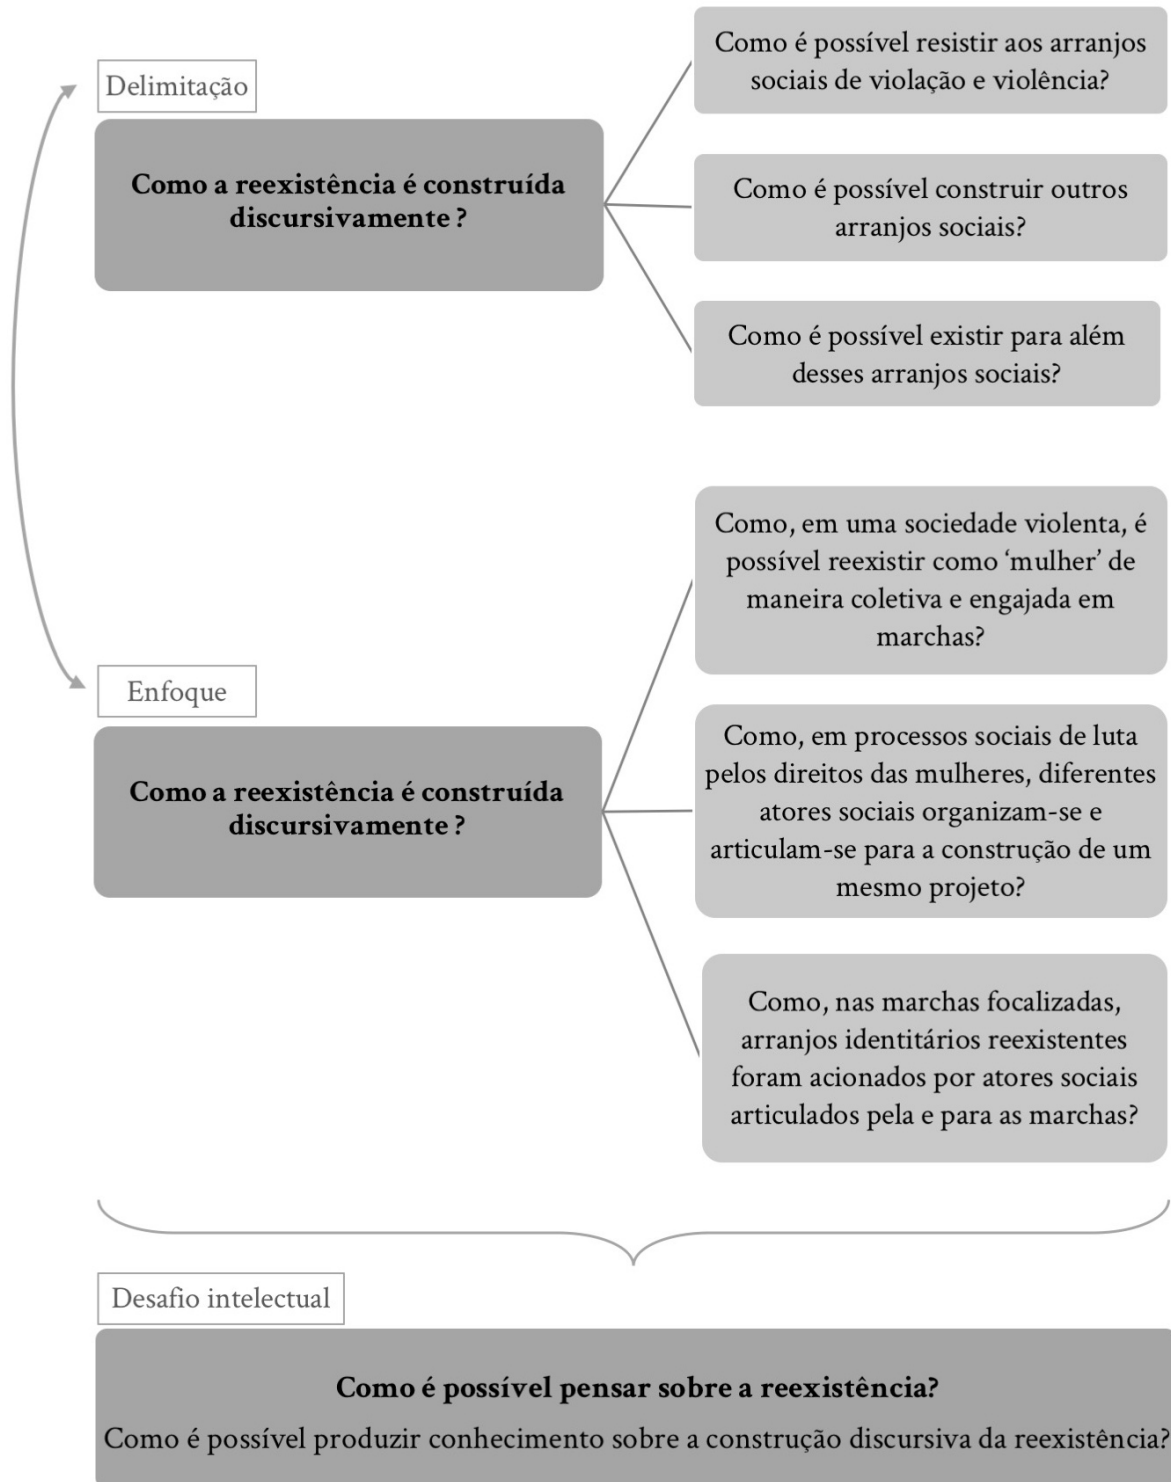 Delimitação
Como a reexistência é construída
discursivamente ?
Como é possível resistir aos arranjos
sociais de violação e violência?
Como é possível construir outros
arranjos sociais?
Como é possível existir para além
desses arranjos sociais?
Enfoque
Como a reexistência é construída
discursivamente ?
Como, em uma sociedade violenta, é
possível reexistir como ‘mulher’ de
maneira coletiva e engajada em
marchas?
Como, em processos sociais de luta
pelos direitos das mulheres, diferentes
atores sociais organizam-se e
articulam-se para a construção de um
mesmo projeto?
Como, nas marchas focalizadas,
arranjos identitários reexistentes
foram acionados por atores sociais
articulados pela e para as marchas?
Desafio intelectual
Como é possível pensar sobre a reexistência?
Como é possível produzir conhecimento sobre a construção discursiva da reexistência?